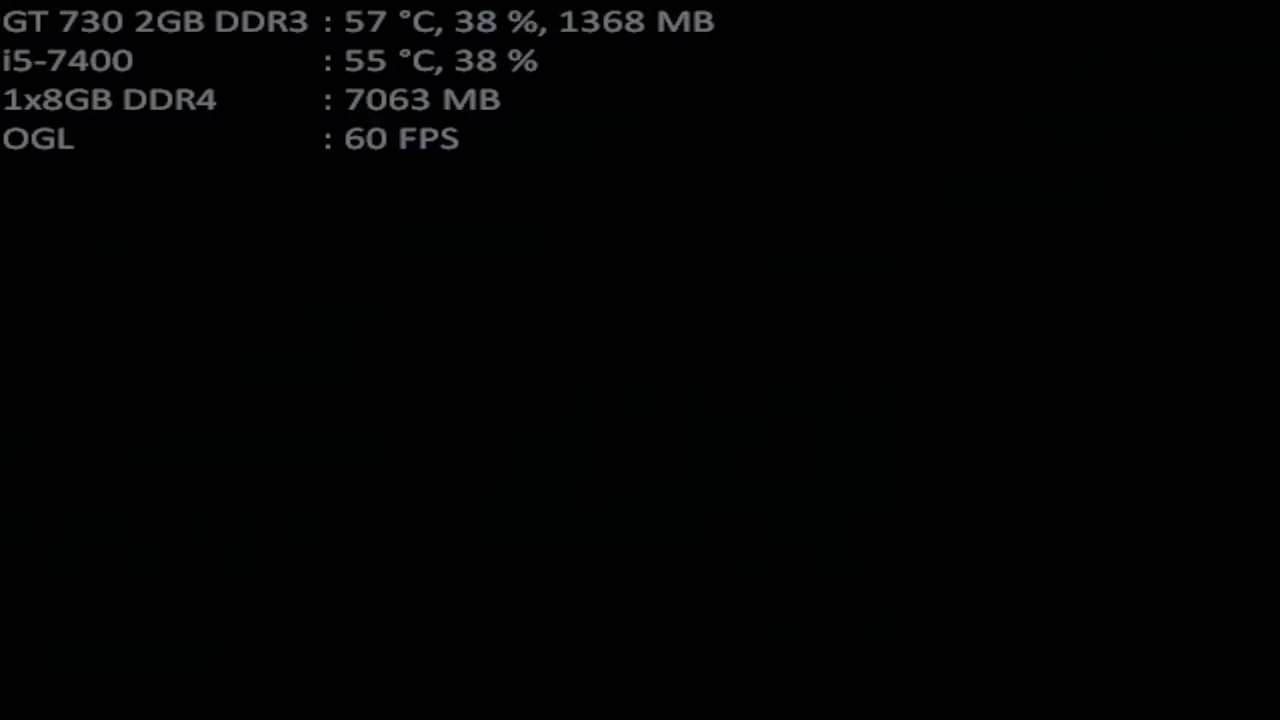 GT 730 2GB DDR3 : 57 °C, 38 %, 1368 MB
i5-7400 : 55 °C, 38 %
1x8GB DDR4 : 7063 MB
OGL : 60 FPS